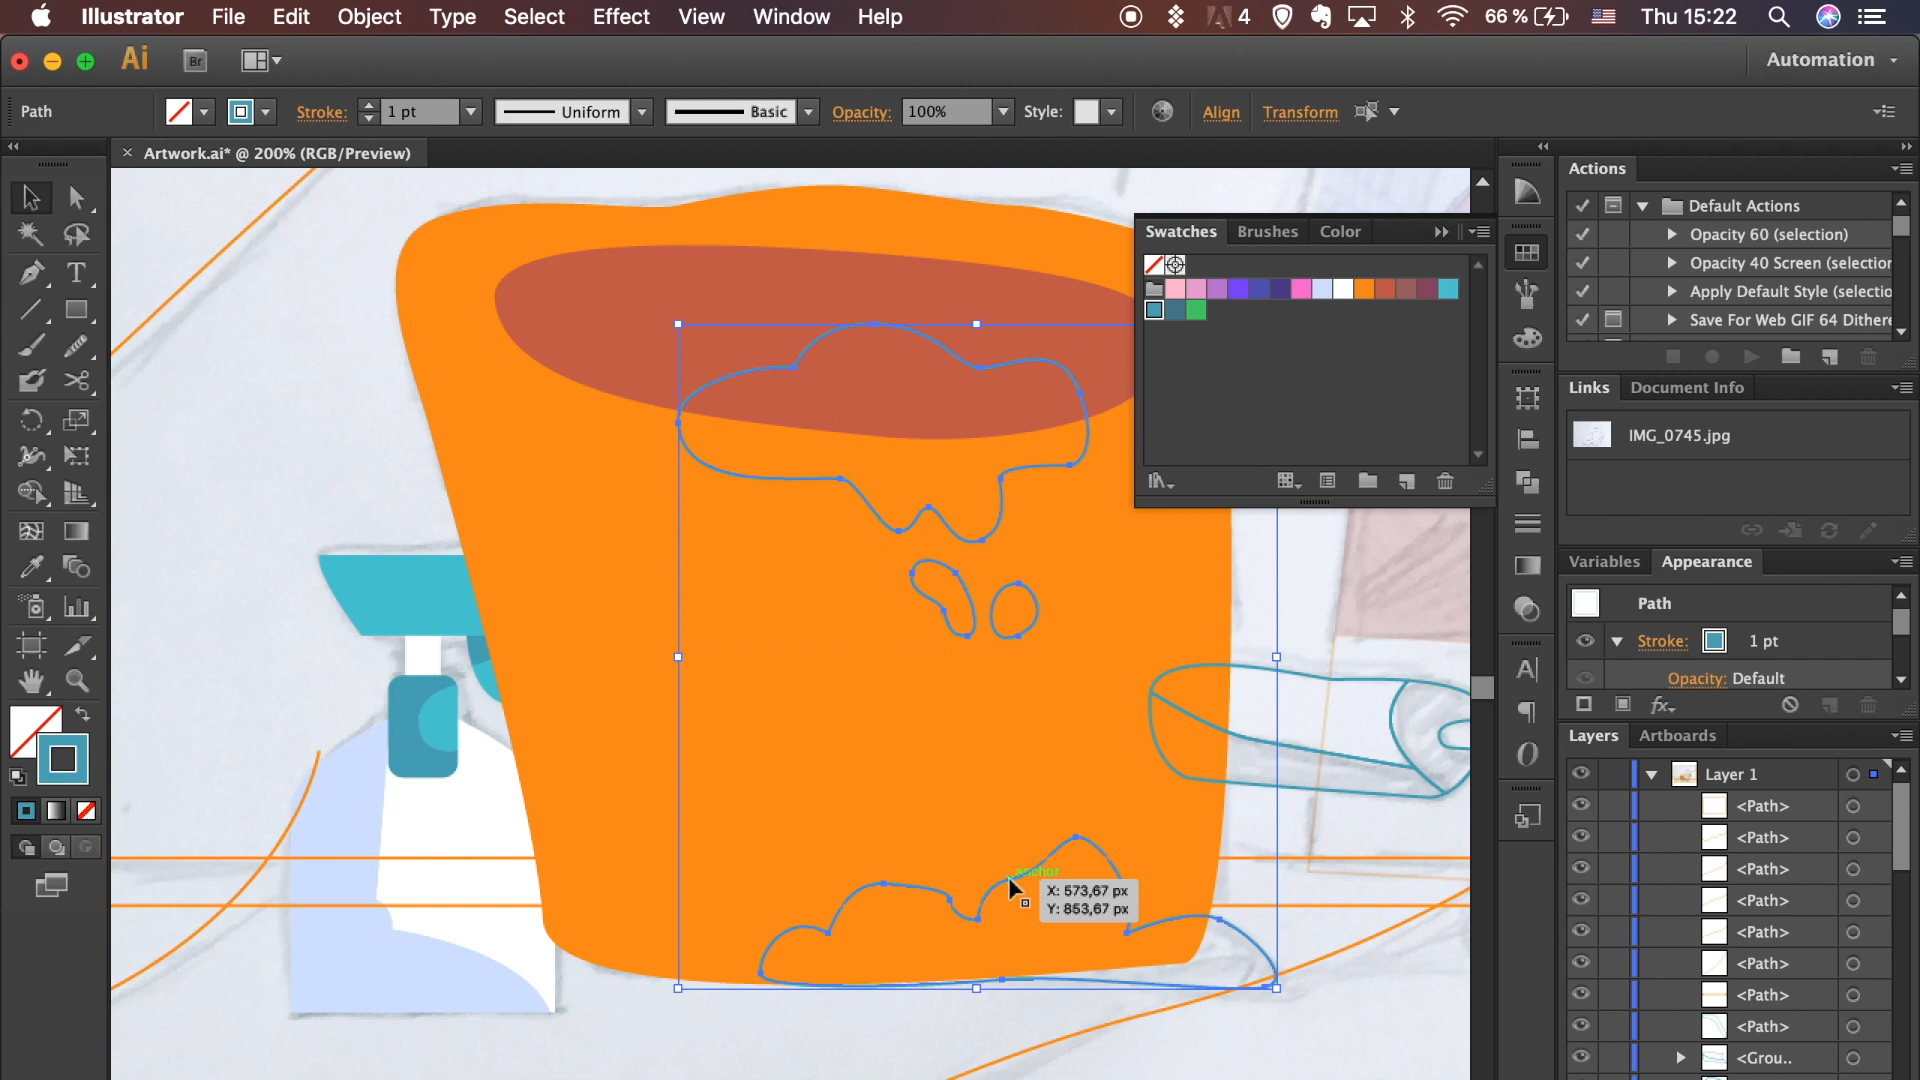 Illustrator File Edit Object Type Select Effect View Window Help 4 66 % Thu 15:22
Ai Br Automation
Path Stroke: 1 pt Uniform Basic Opacity: 100% Style: Align Transform
Artwork.ai* @ 200% (RGB/Preview)
Actions
Default Actions
Opacity 60 (selection)
Opacity 40 Screen (selection
Apply Default Style (selectio
Save For Web GIF 64 Dithere
Swatches Brushes Color
Links Document Info
IMG_0745.jpg
Variables Appearance
Path
Stroke: 1 pt
Opacity: Default
fx
Layers Artboards
Layer 1
<Path>
<Path>
<Path>
<Path>
<Path>
<Path>
<Path>
<Path>
<Grou..
anchor
X: 573,67 px
Y: 853,67 px